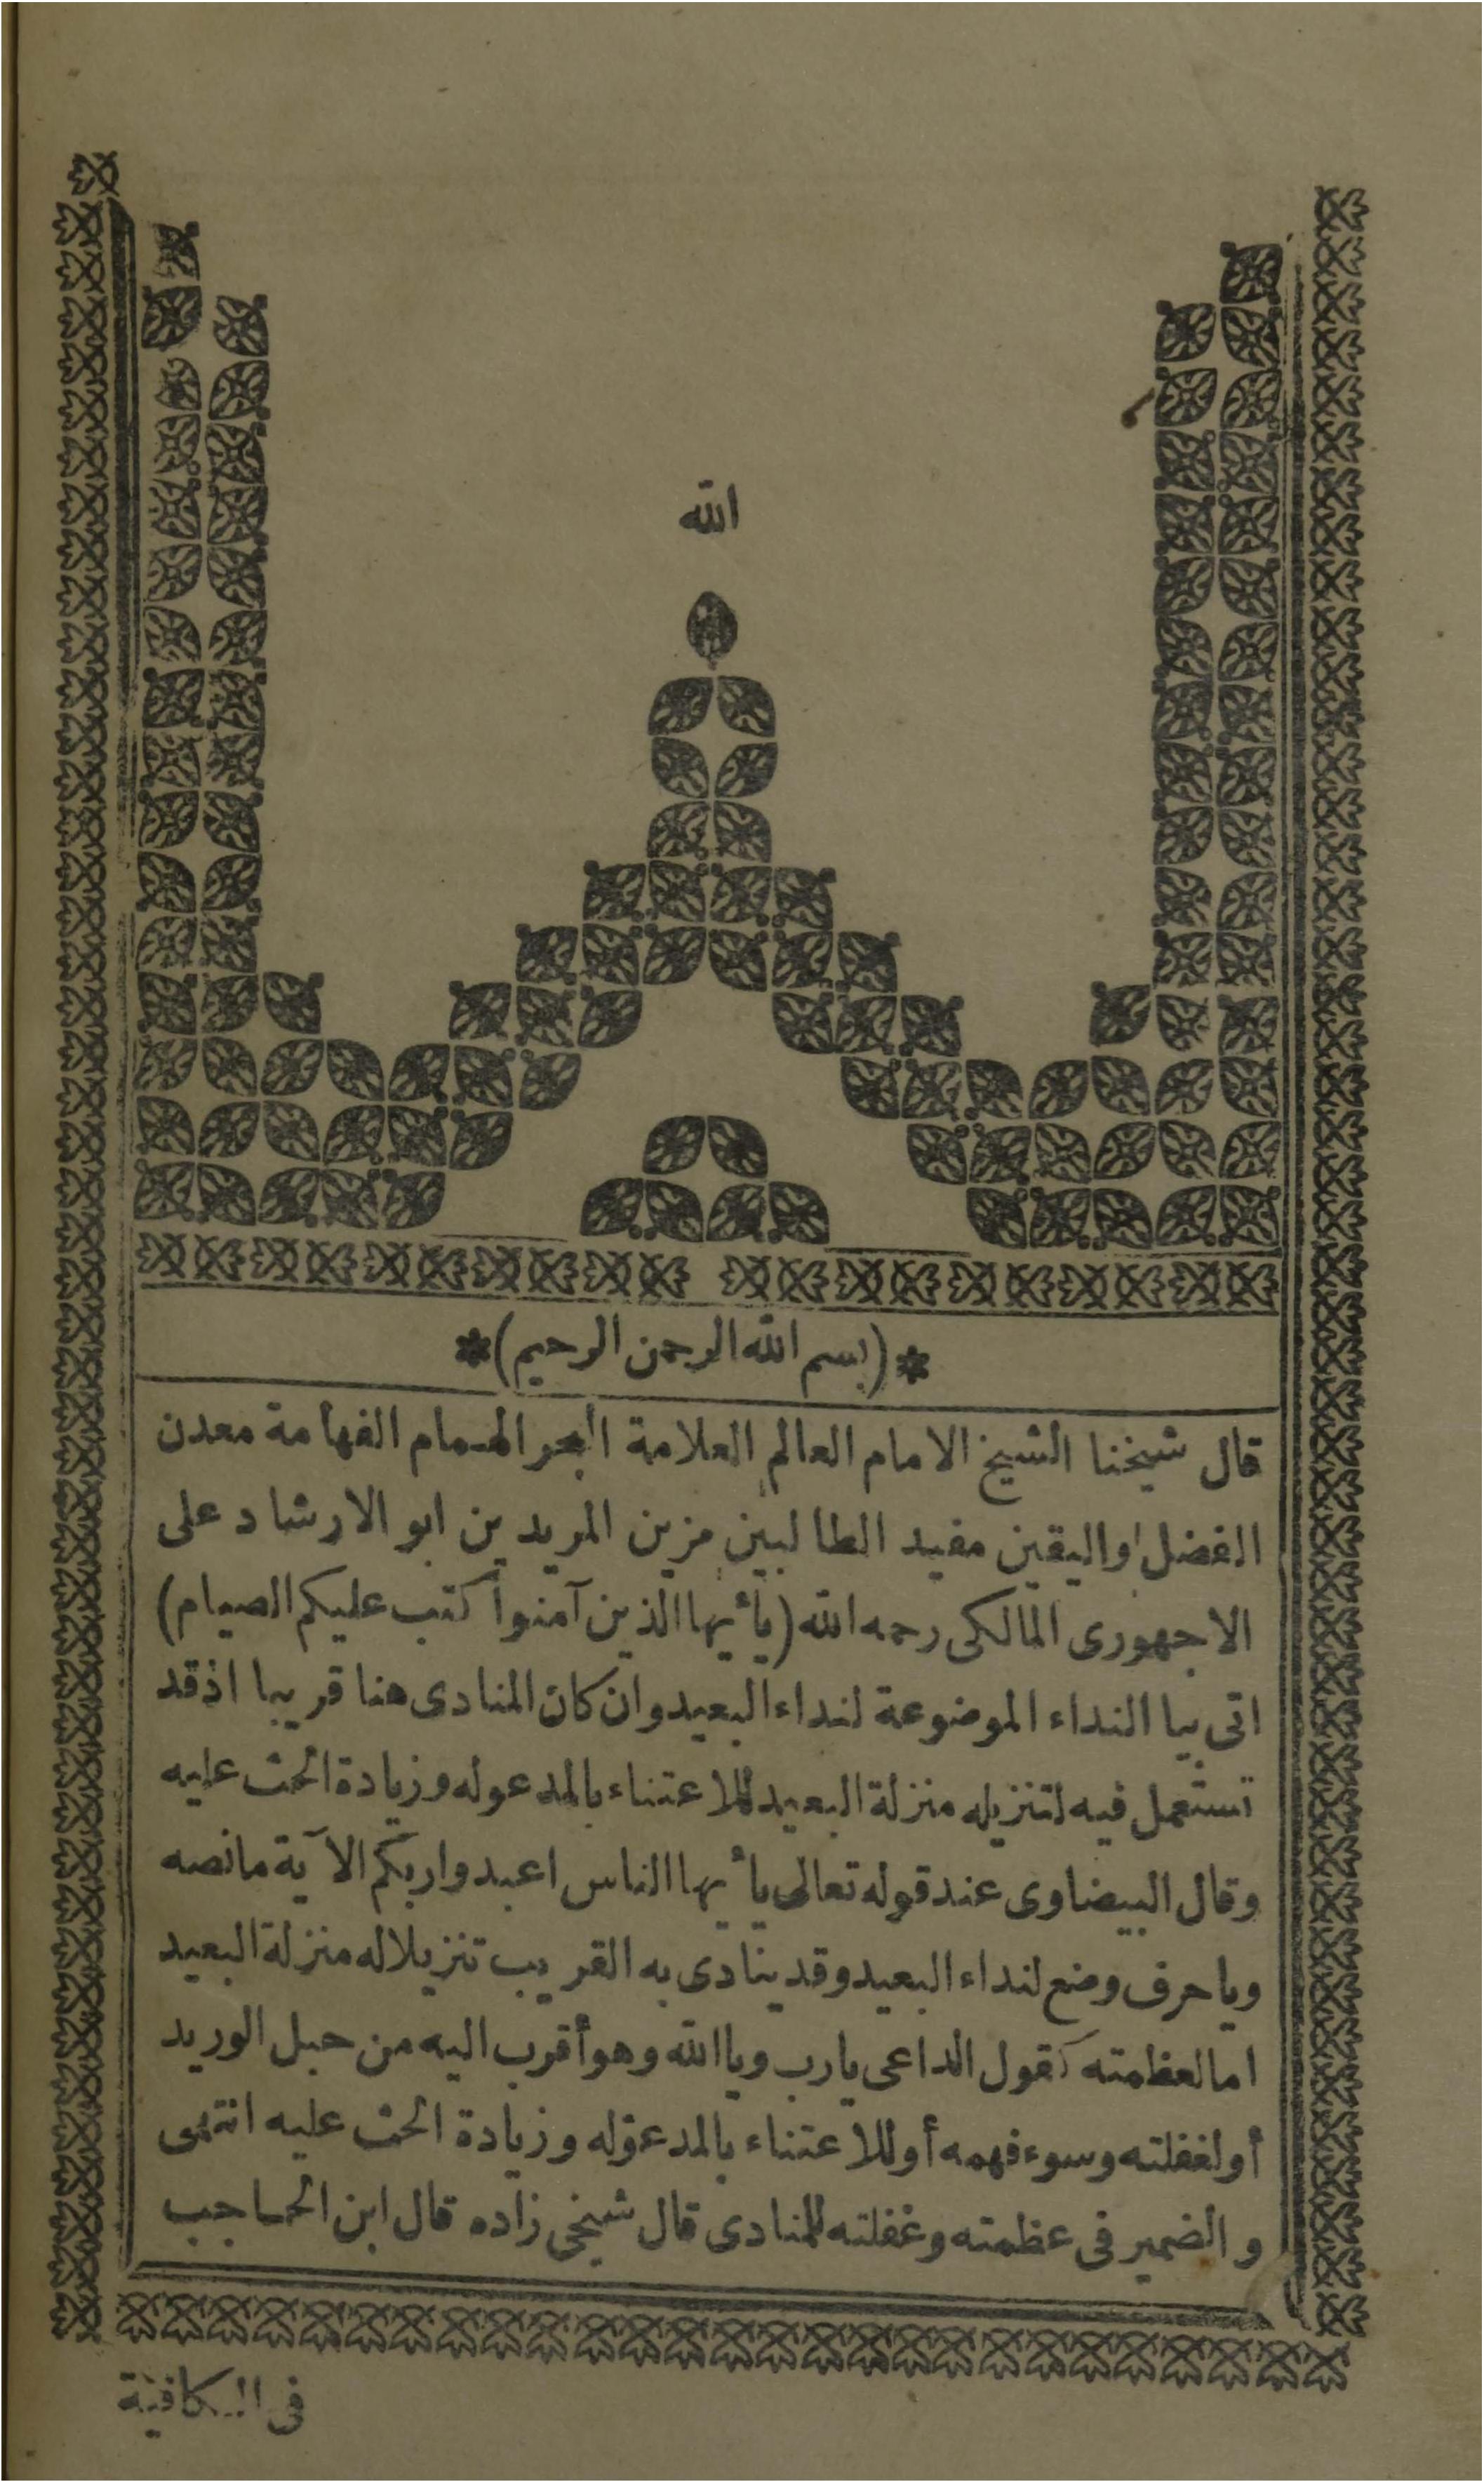 الله
*(بسم الله الرحمن الرحيم)*
قال شيخنا الشيخ الامام العالم العلامة البحر الهمام الفهامة معدن
الفضل واليقين مفيد الطالبين مزين المريدين ابو الارشاد على
الاجهورى المالكى رحمه الله (يأيها الذين آمنوا كتب عليكم الصيام)
اتى بيا النداء الموضوعة لنداء البعيد وان كان المنادى هنا قريبا اذ قد
تستعمل فيه لتنزيله منزلة البعيد للاعتناء بالمدعوله وزيادة الحث عليه
وقال البيضاوى عند قوله تعالى يأيها الناس اعبدوا ربكم الآية مانصه
ويا حرف وضع لنداء البعيد وقد ينادى به القريب تنزيلا له منزلة البعيد
اما لعظمته كقول الداعى يارب ويا الله وهو أقرب اليه من حبل الوريد
أو لغفلته وسوء فهمه أو للاعتناء بالمدعوّله وزيادة الحث عليه انتهى
والضمير فى عظمته وغفلته للمنادى قال شيخى زاده قال ابن الحاجب
فى الكافية